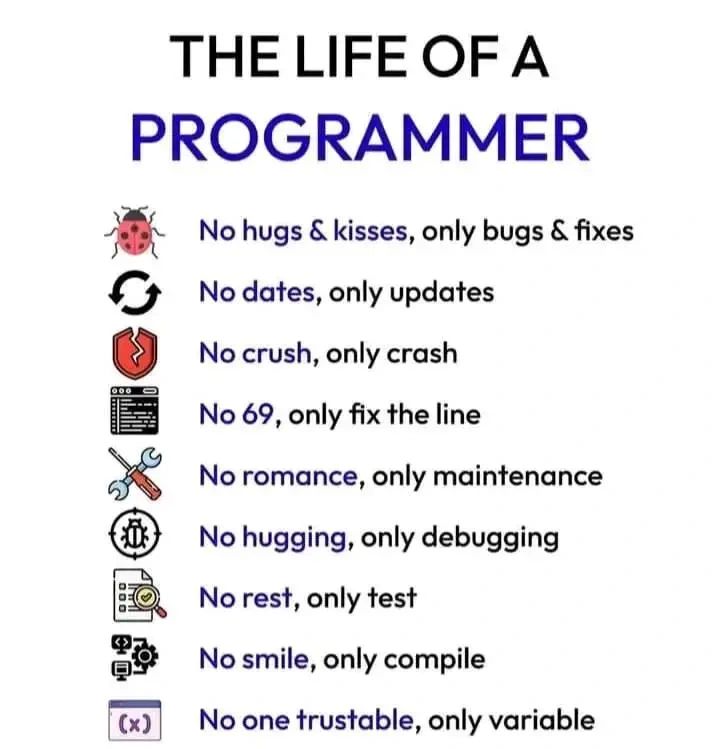 THE LIFE OF A
PROGRAMMER
No hugs & kisses, only bugs & fixes
No dates, only updates
No crush, only crash
No 69, only fix the line
No romance, only maintenance
No hugging, only debugging
No rest, only test
No smile, only compile
(x) No one trustable, only variable